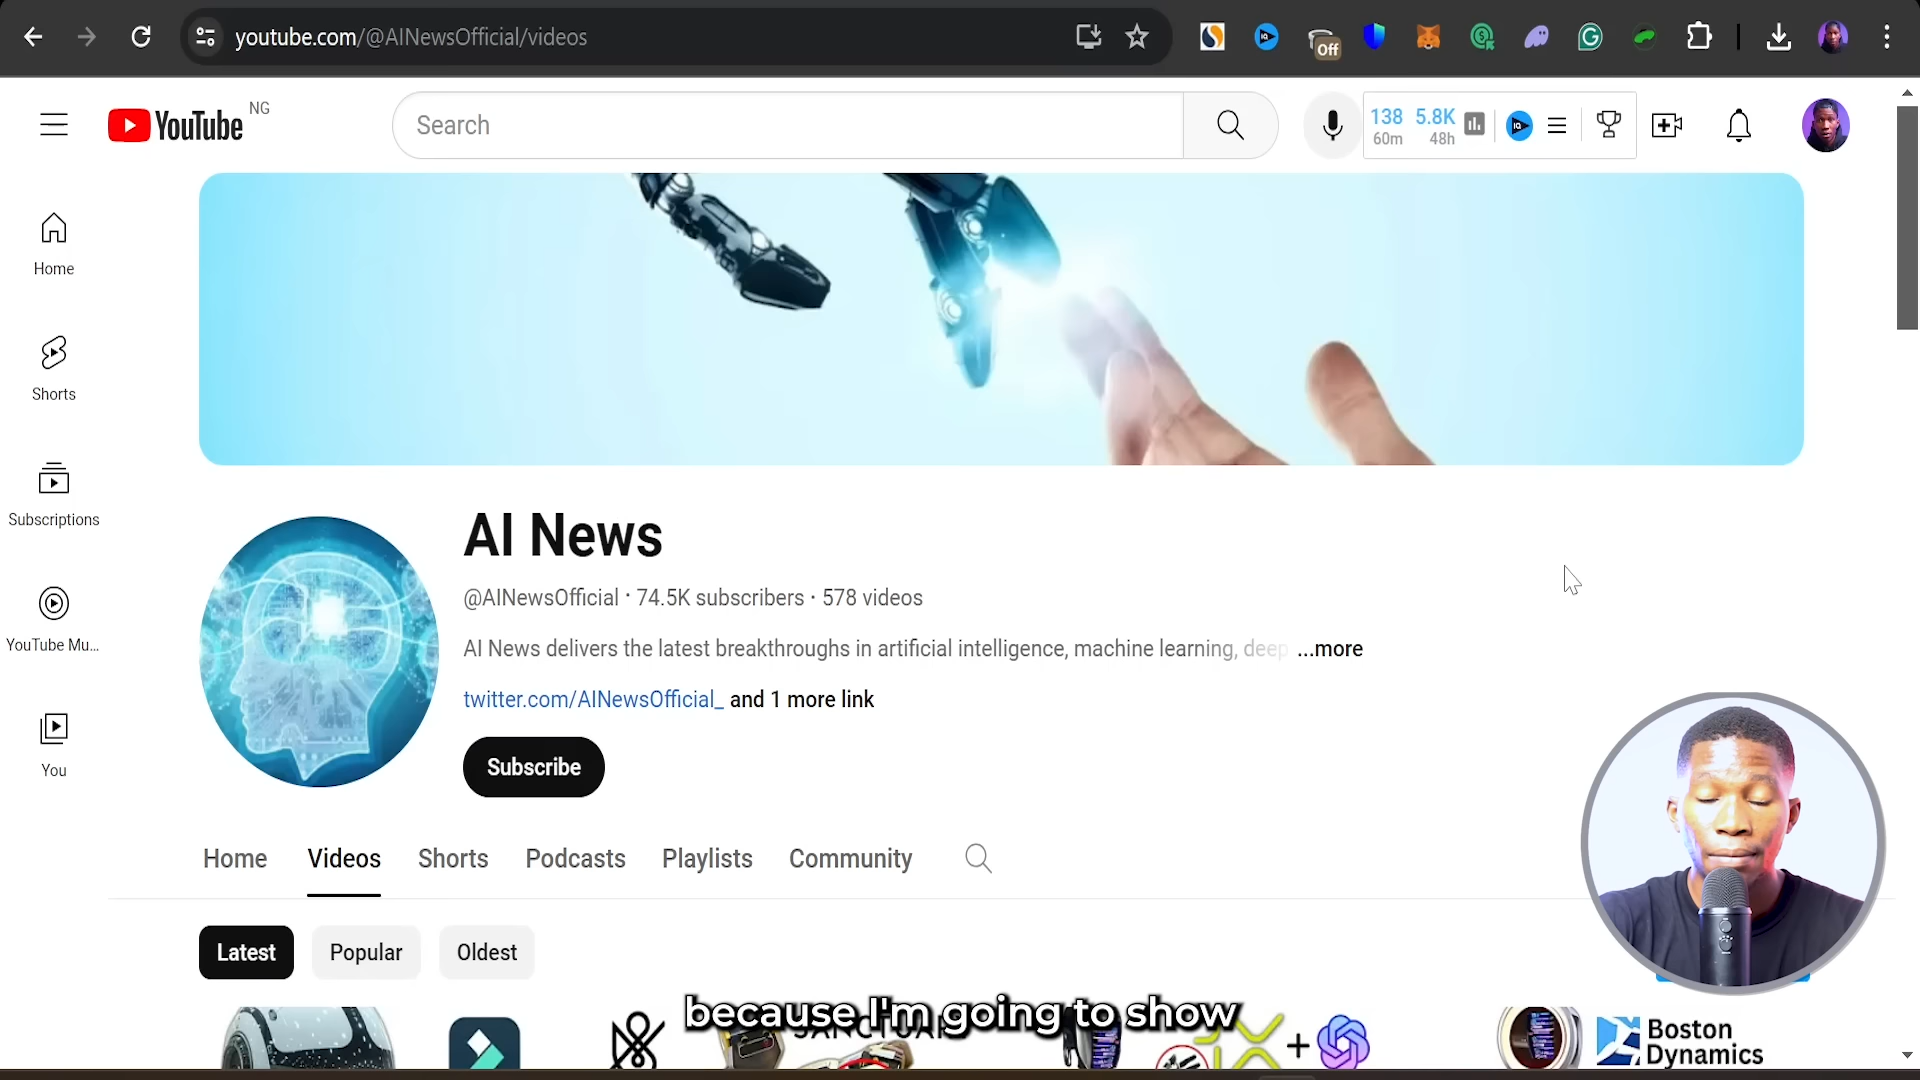 youtube.com/@AINewsOfficial/videos
Off
YouTube NG
Search
138 5.8K
60m 48h
Home
Shorts
Subscriptions
YouTube Mu...
You
AI News
@AINewsOfficial · 74.5K subscribers · 578 videos
AI News delivers the latest breakthroughs in artificial intelligence, machine learning, deep ...more
twitter.com/AINewsOfficial_ and 1 more link
Subscribe
Home Videos Shorts Podcasts Playlists Community
Latest Popular Oldest
because I'm going to show
Boston
Dynamics